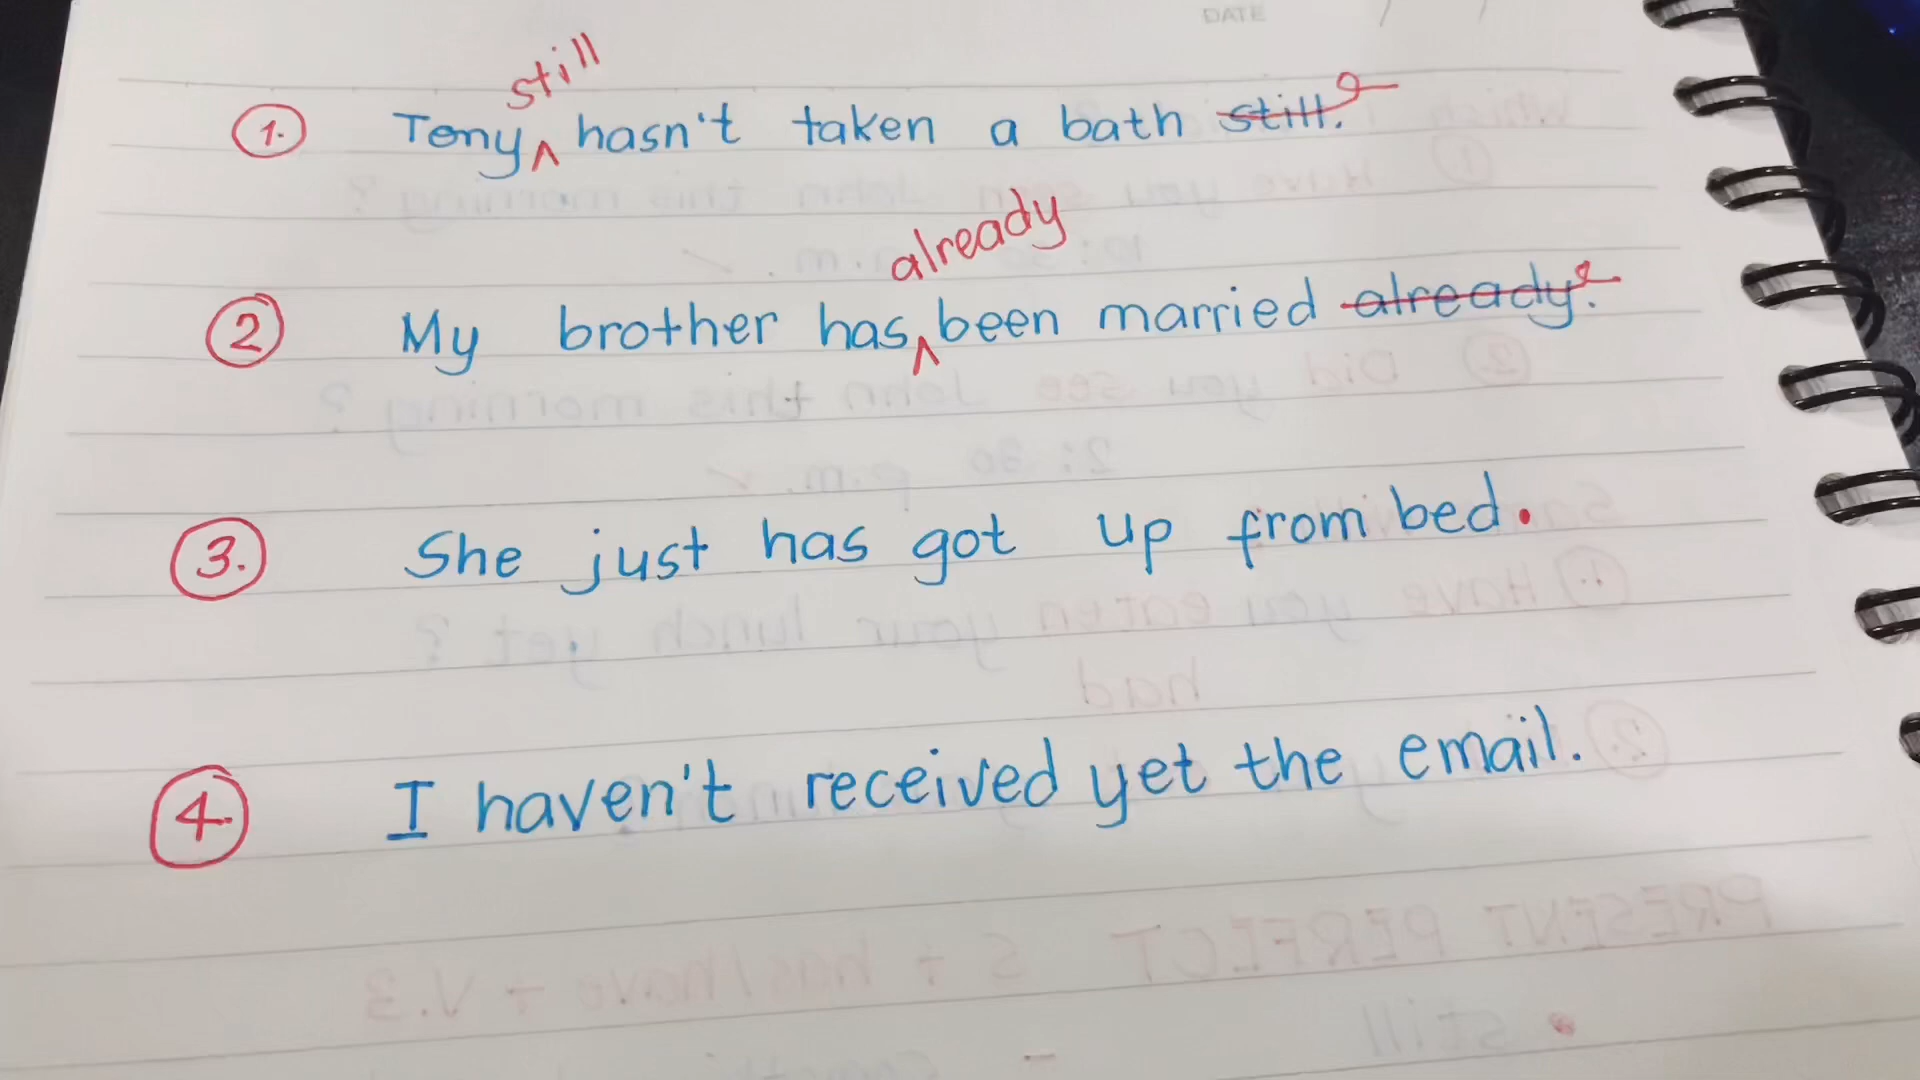 DATE / /
still
1. Tony ^ hasn't taken a bath still.
already
2 My brother has ^ been married already.
3. She just has got up from bed.
4. I haven't received yet the email.